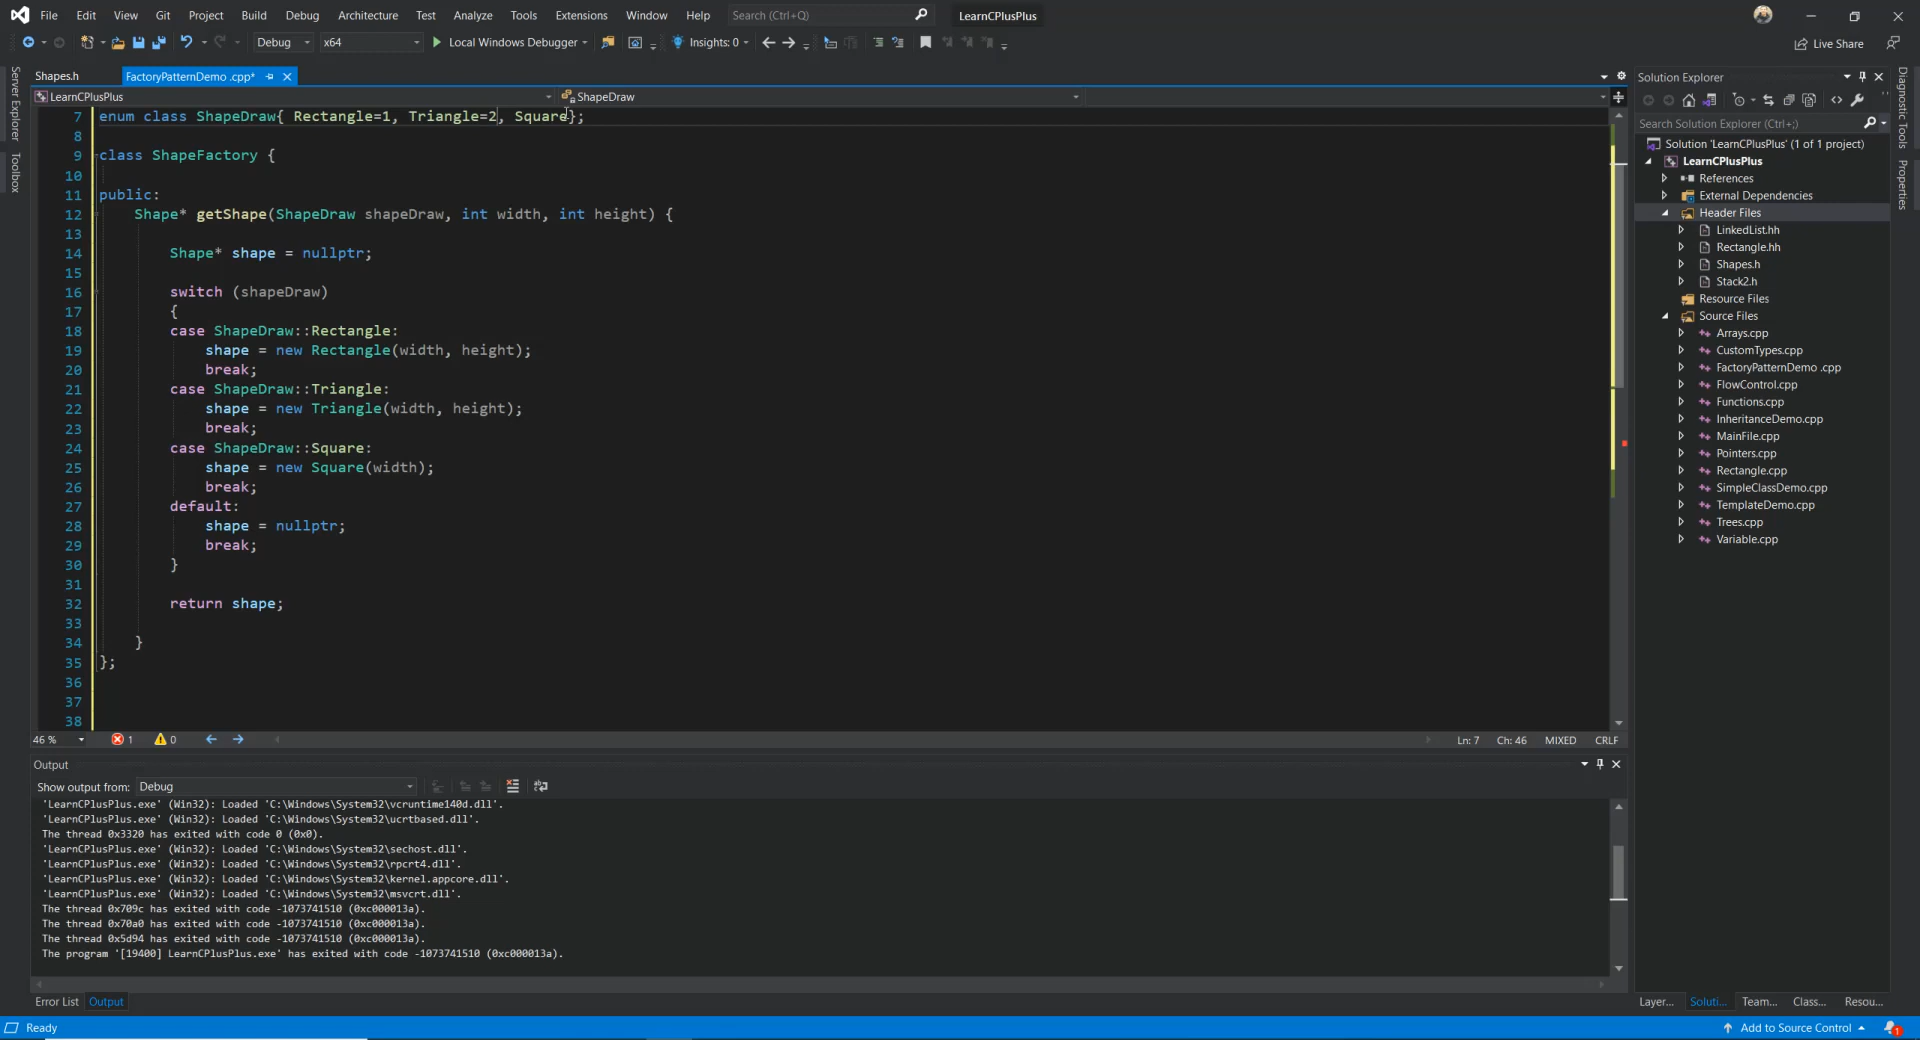 File Edit View Git Project Build Debug Architecture Test Analyze Tools Extensions Window Help Search (Ctrl+Q) LearnCPlusPlus
Debug x64 Local Windows Debugger Insights: 0 Live Share
Shapes.h FactoryPatternDemo .cpp*
LearnCPlusPlus ShapeDraw
7 enum class ShapeDraw{ Rectangle=1, Triangle=2, Square};
8
9 class ShapeFactory {
10
11 public:
12 Shape* getShape(ShapeDraw shapeDraw, int width, int height) {
13
14 Shape* shape = nullptr;
15
16 switch (shapeDraw)
17 {
18 case ShapeDraw::Rectangle:
19 shape = new Rectangle(width, height);
20 break;
21 case ShapeDraw::Triangle:
22 shape = new Triangle(width, height);
23 break;
24 case ShapeDraw::Square:
25 shape = new Square(width);
26 break;
27 default:
28 shape = nullptr;
29 break;
30 }
31
32 return shape;
33
34 }
35 };
36
37
38
46 % 1 0 Ln: 7 Ch: 46 MIXED CRLF
Output
Show output from: Debug
'LearnCPlusPlus.exe' (Win32): Loaded 'C:\Windows\System32\vcruntime140d.dll'.
'LearnCPlusPlus.exe' (Win32): Loaded 'C:\Windows\System32\ucrtbased.dll'.
The thread 0x3320 has exited with code 0 (0x0).
'LearnCPlusPlus.exe' (Win32): Loaded 'C:\Windows\System32\sechost.dll'.
'LearnCPlusPlus.exe' (Win32): Loaded 'C:\Windows\System32\rpcrt4.dll'.
'LearnCPlusPlus.exe' (Win32): Loaded 'C:\Windows\System32\kernel.appcore.dll'.
'LearnCPlusPlus.exe' (Win32): Loaded 'C:\Windows\System32\msvcrt.dll'.
The thread 0x709c has exited with code -1073741510 (0xc000013a).
The thread 0x70a0 has exited with code -1073741510 (0xc000013a).
The thread 0x5d94 has exited with code -1073741510 (0xc000013a).
The program '[19400] LearnCPlusPlus.exe' has exited with code -1073741510 (0xc000013a).
Error List Output
Ready
Server Explorer
Toolbox
Solution Explorer
Search Solution Explorer (Ctrl+;)
Solution 'LearnCPlusPlus' (1 of 1 project)
LearnCPlusPlus
References
External Dependencies
Header Files
LinkedList.hh
Rectangle.hh
Shapes.h
Stack2.h
Resource Files
Source Files
Arrays.cpp
CustomTypes.cpp
FactoryPatternDemo .cpp
FlowControl.cpp
Functions.cpp
InheritanceDemo.cpp
MainFile.cpp
Pointers.cpp
Rectangle.cpp
SimpleClassDemo.cpp
TemplateDemo.cpp
Trees.cpp
Variable.cpp
Layer... Soluti... Team... Class... Resou...
Add to Source Control 1
Diagnostic Tools
Properties